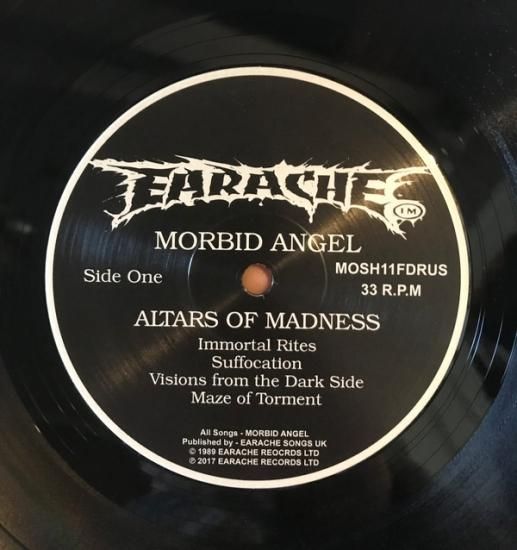 EARACHE TM
MORBID ANGEL
Side One
MOSH11FDRUS
33 R.P.M
ALTARS OF MADNESS
Immortal Rites
Suffocation
Visions from the Dark Side
Maze of Torment
All Songs - MORBID ANGEL
Published by - EARACHE SONGS UK
© 1989 EARACHE REOCRDS LTD
℗ 2017 EARACHE RECORDS LTD